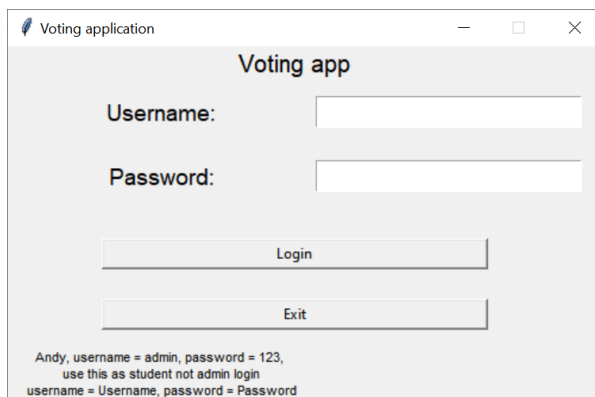 Voting application
Voting app
Username:
Password:
Login
Exit
Andy, username = admin, password = 123,
use this as student not admin login
username = Username, password = Password